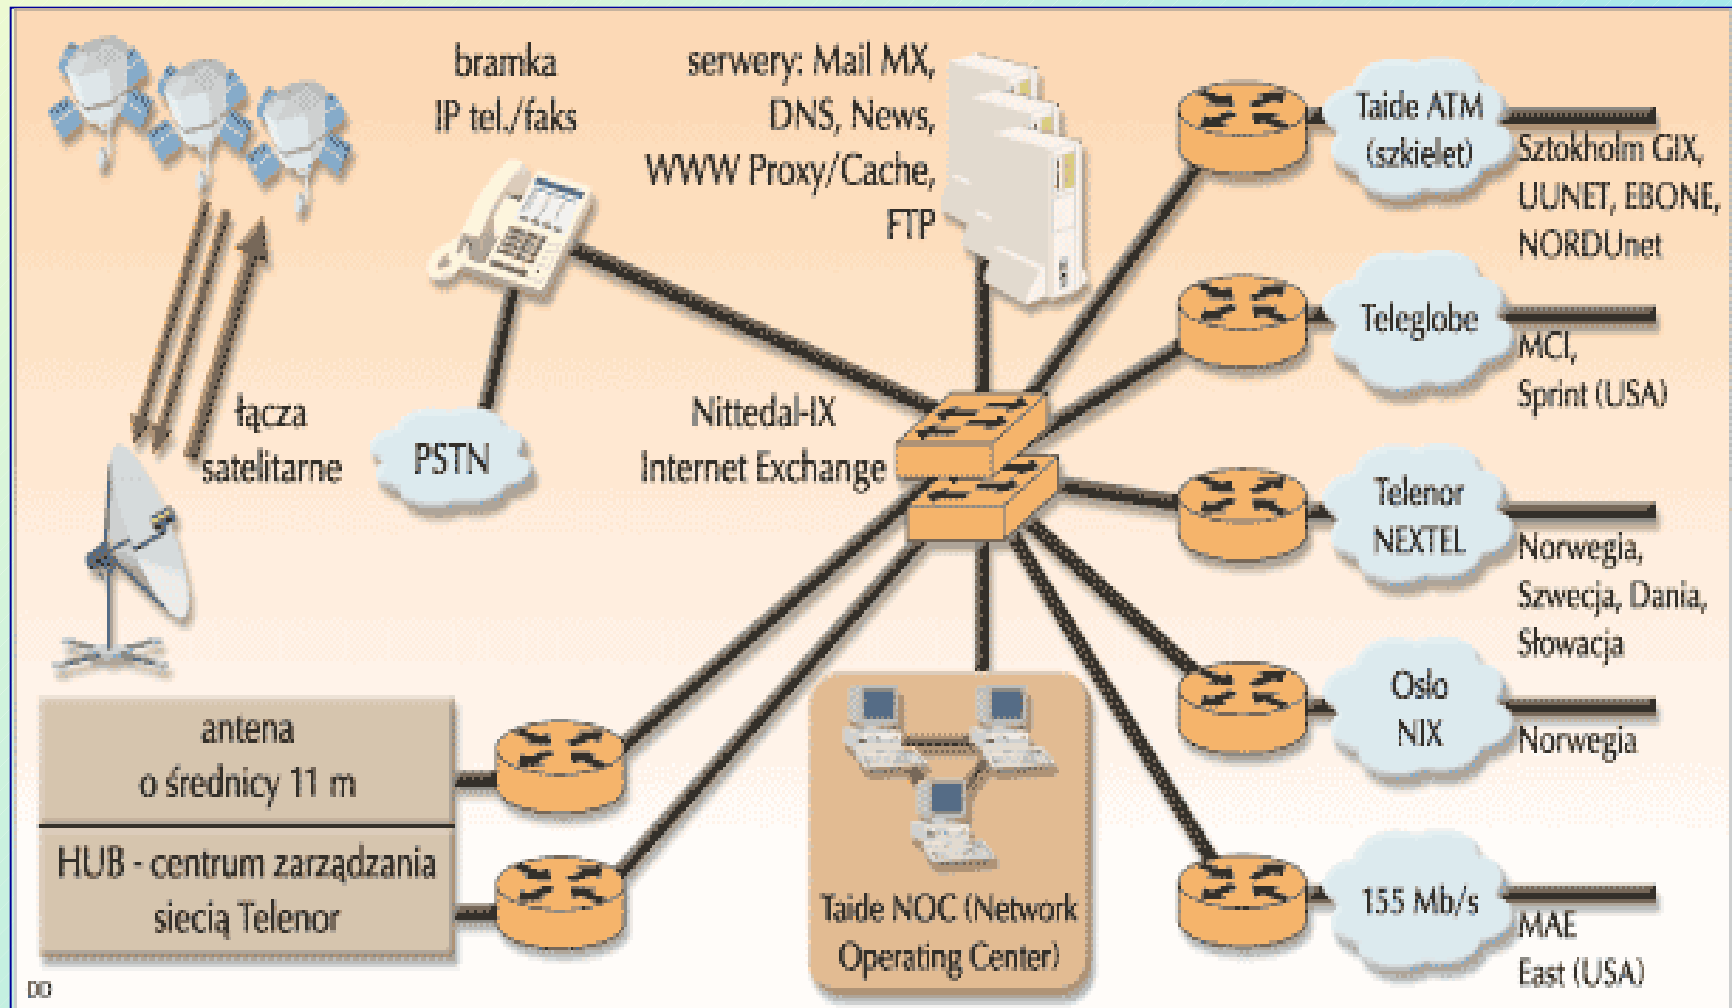 bramka
IP tel./faks
serwery: Mail MX,
DNS, News,
WWW Proxy/Cache,
FTP
Taide ATM
(szkielet)
Sztokholm GIX,
UUNET, EBONE,
NORDUnet
Teleglobe
MCI,
Sprint (USA)
łącza
satelitarne
PSTN
Nittedal-IX
Internet Exchange
Telenor
NEXTEL
Norwegia,
Szwecja, Dania,
Słowacja
Oslo
NIX
Norwegia
antena
o średnicy 11 m
HUB - centrum zarządzania
siecią Telenor
Taide NOC (Network
Operating Center)
155 Mb/s
MAE
East (USA)
DD